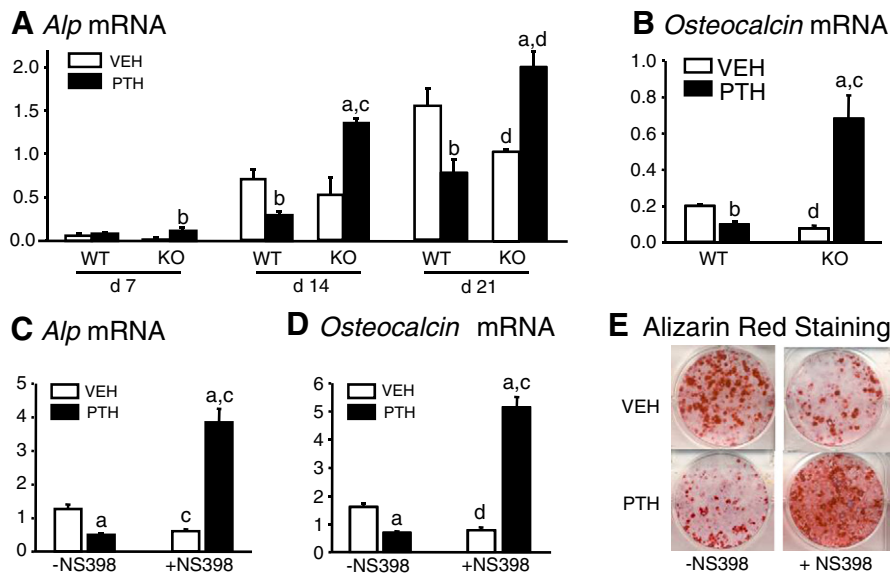 A Alp mRNA
VEH
PTH
2.0
1.5
1.0
0.5
0.0
b
b
a,c
b
d
a,d
WT KO WT KO WT KO
d 7 d 14 d 21
B Osteocalcin mRNA
VEH
PTH
1.0
0.8
0.6
0.4
0.2
0.0
b
d
a,c
WT KO
C Alp mRNA
VEH
PTH
5
4
3
2
1
0
a
c
a,c
-NS398 +NS398
D Osteocalcin mRNA
VEH
PTH
6
5
4
3
2
1
0
a
d
a,c
-NS398 +NS398
E Alizarin Red Staining
VEH
PTH
-NS398 + NS398